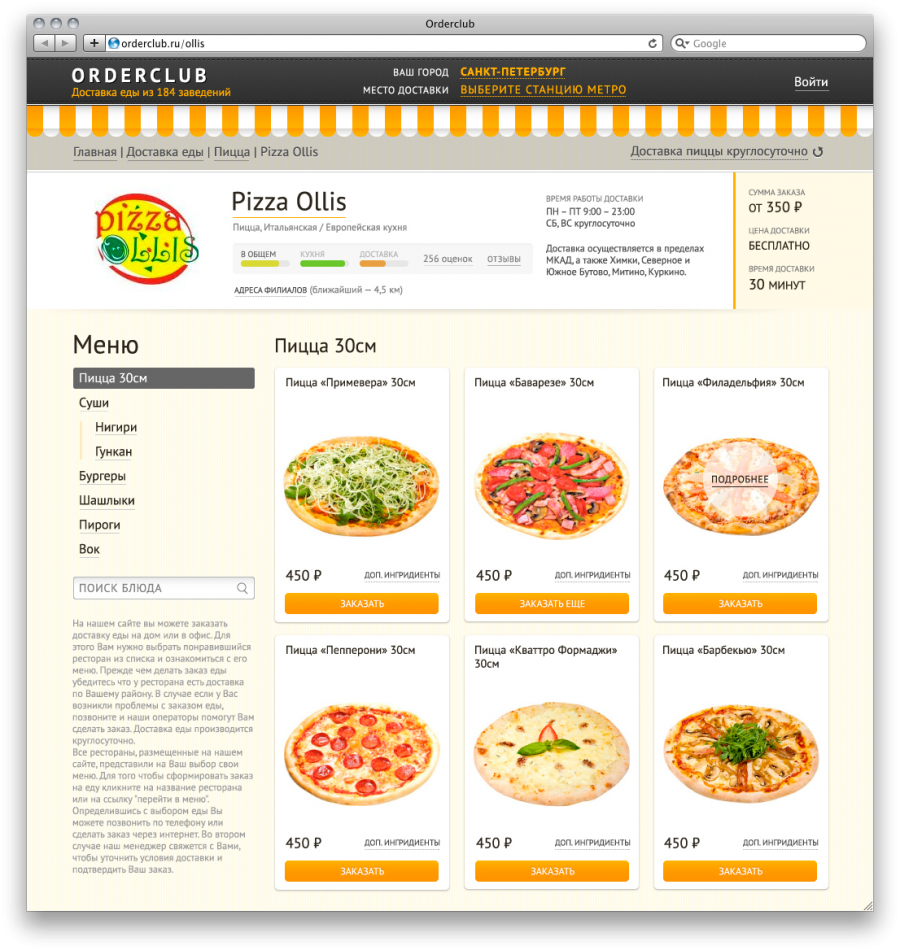 Orderclub
orderclub.ru/ollis
Google
ORDERCLUB
Доставка еды из 184 заведений
ВАШ ГОРОД САНКТ-ПЕТЕРБУРГ
МЕСТО ДОСТАВКИ ВЫБЕРИТЕ СТАНЦИЮ МЕТРО
Войти
Главная | Доставка еды | Пицца | Pizza Ollis
Доставка пиццы круглосуточно
pizza
OLLIS
Pizza Ollis
Пицца, Итальянская / Европейская кухня
В ОБЩЕМ КУХНЯ ДОСТАВКА 256 оценок ОТЗЫВЫ
АДРЕСА ФИЛИАЛОВ (ближайший — 4,5 км)
ВРЕМЯ РАБОТЫ ДОСТАВКИ
ПН – ПТ 9:00 – 23:00
СБ, ВС круглосуточно
Доставка осуществляется в пределах
МКАД, а также Химки, Северное и
Южное Бутово, Митино, Куркино.
СУММА ЗАКАЗА
ОТ 350 ₽
ЦЕНА ДОСТАВКИ
БЕСПЛАТНО
ВРЕМЯ ДОСТАВКИ
30 МИНУТ
Меню
Пицца 30см
Суши
Нигири
Гункан
Бургеры
Шашлыки
Пироги
Вок
ПОИСК БЛЮДА
На нашем сайте вы можете заказать
доставку еды на дом или в офис. Для
этого Вам нужно выбрать понравившийся
ресторан из списка и ознакомиться с его
меню. Прежде чем делать заказ еды
убедитесь что у ресторана есть доставка
по Вашему району. В случае если у Вас
возникли проблемы с заказом еды,
позвоните и наши операторы помогут Вам
сделать заказ. Доставка еды производится
круглосуточно.
Все рестораны, размещенные на нашем
сайте, представили на Ваш выбор свои
меню. Для того чтобы сформировать заказ
на еду кликните на название ресторана
или на ссылку "перейти в меню".
Определившись с выбором еды Вы
можете позвонить по телефону или
сделать заказ через интернет. Во втором
случае наш менеджер свяжется с Вами,
чтобы уточнить условия доставки и
подтвердить Ваш заказ.
Пицца 30см
Пицца «Примевера» 30см
450 ₽ ДОП. ИНГРИДИЕНТЫ
ЗАКАЗАТЬ
Пицца «Баварезе» 30см
450 ₽ ДОП. ИНГРИДИЕНТЫ
ЗАКАЗАТЬ ЕЩЕ
Пицца «Филадельфия» 30см
ПОДРОБНЕЕ
450 ₽ ДОП. ИНГРИДИЕНТЫ
ЗАКАЗАТЬ
Пицца «Пепперони» 30см
450 ₽ ДОП. ИНГРИДИЕНТЫ
ЗАКАЗАТЬ
Пицца «Кваттро Формаджи»
30см
450 ₽ ДОП. ИНГРИДИЕНТЫ
ЗАКАЗАТЬ
Пицца «Барбекью» 30см
450 ₽ ДОП. ИНГРИДИЕНТЫ
ЗАКАЗАТЬ